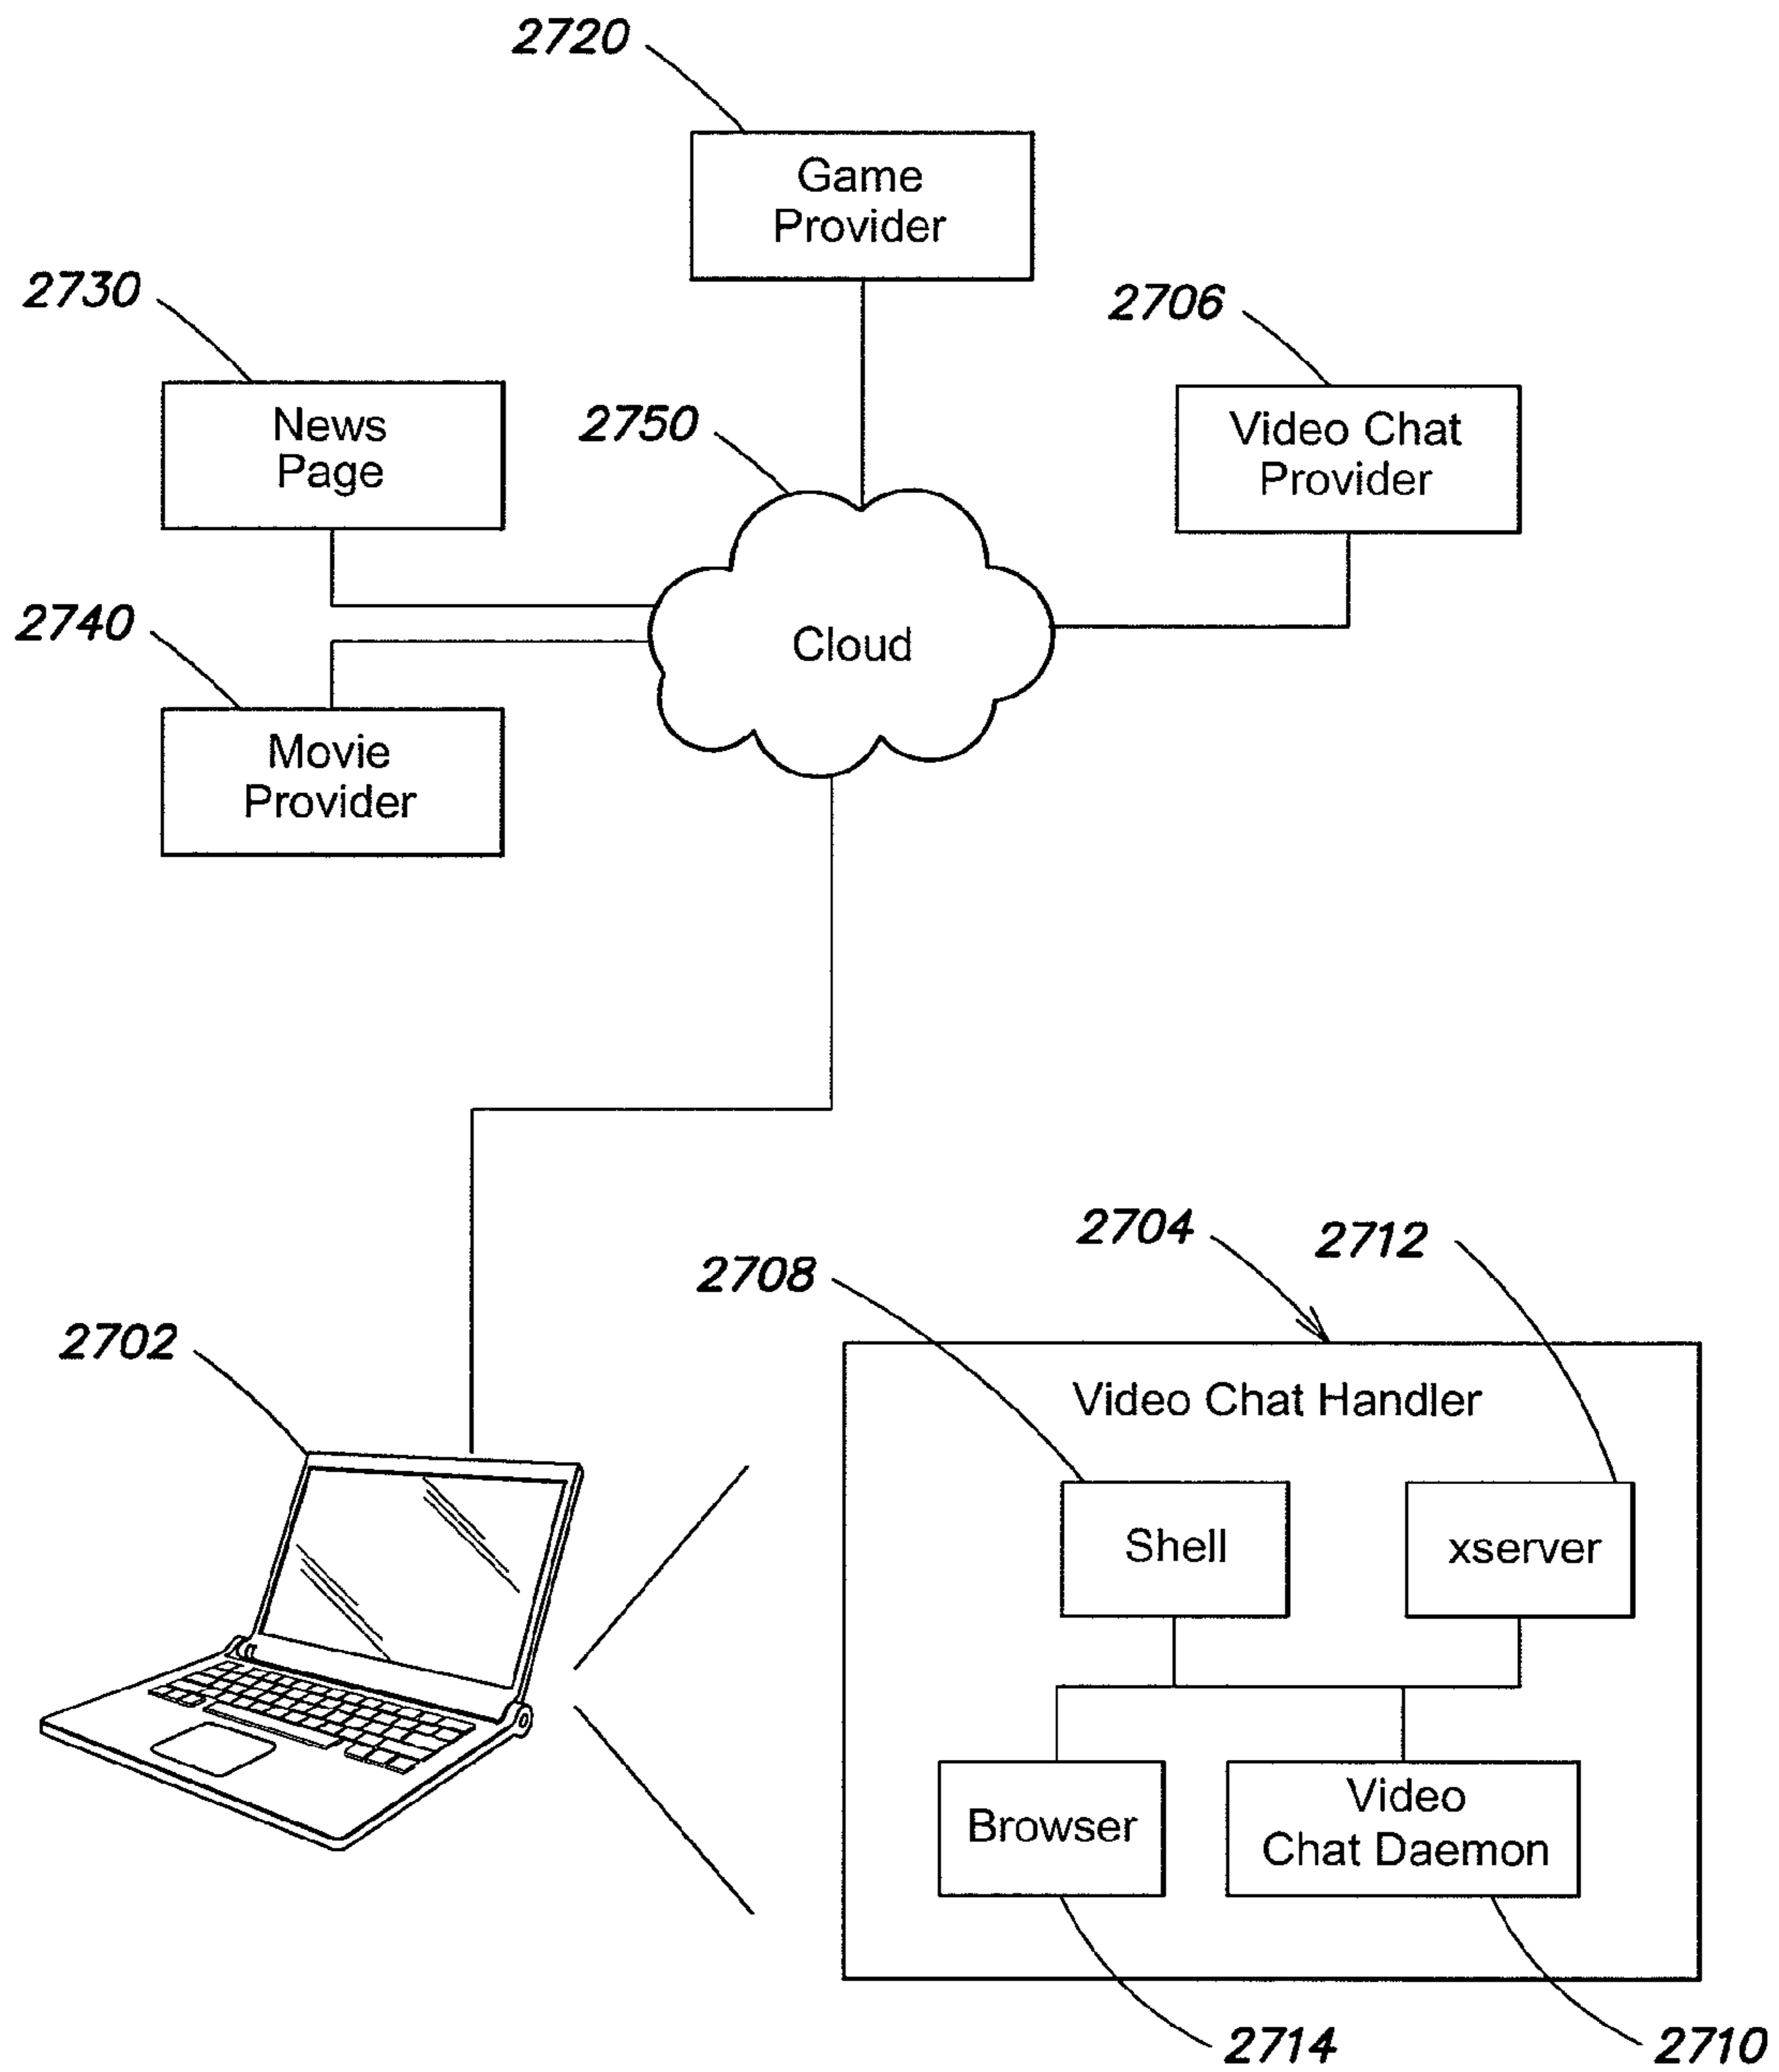 2720
Game
Provider
2730
2706
News
Page
2750
Video Chat
Provider
2740
Cloud
Movie
Provider
2704
2712
2708
2702
Video Chat Handler
Shell
xserver
Browser
Video
Chat Daemon
2714
2710